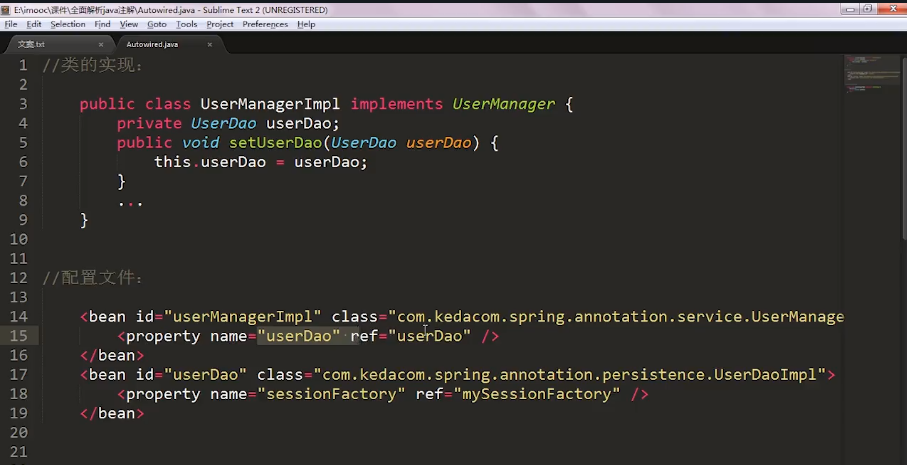 E:\imooc\课件\全面解析java注解\Autowired.java - Sublime Text 2 (UNREGISTERED)
File Edit Selection Find View Goto Tools Project Preferences Help
文案.txt × Autowired.java ×
1 //类的实现:
2
3 public class UserManagerImpl implements UserManager {
4 private UserDao userDao;
5 public void setUserDao(UserDao userDao) {
6 this.userDao = userDao;
7 }
8 ...
9 }
10
11
12 //配置文件:
13
14 <bean id="userManagerImpl" class="com.kedacom.spring.annotation.service.UserManage
15 <property name="userDao" ref="userDao" />
16 </bean>
17 <bean id="userDao" class="com.kedacom.spring.annotation.persistence.UserDaoImpl">
18 <property name="sessionFactory" ref="mySessionFactory" />
19 </bean>
20
21